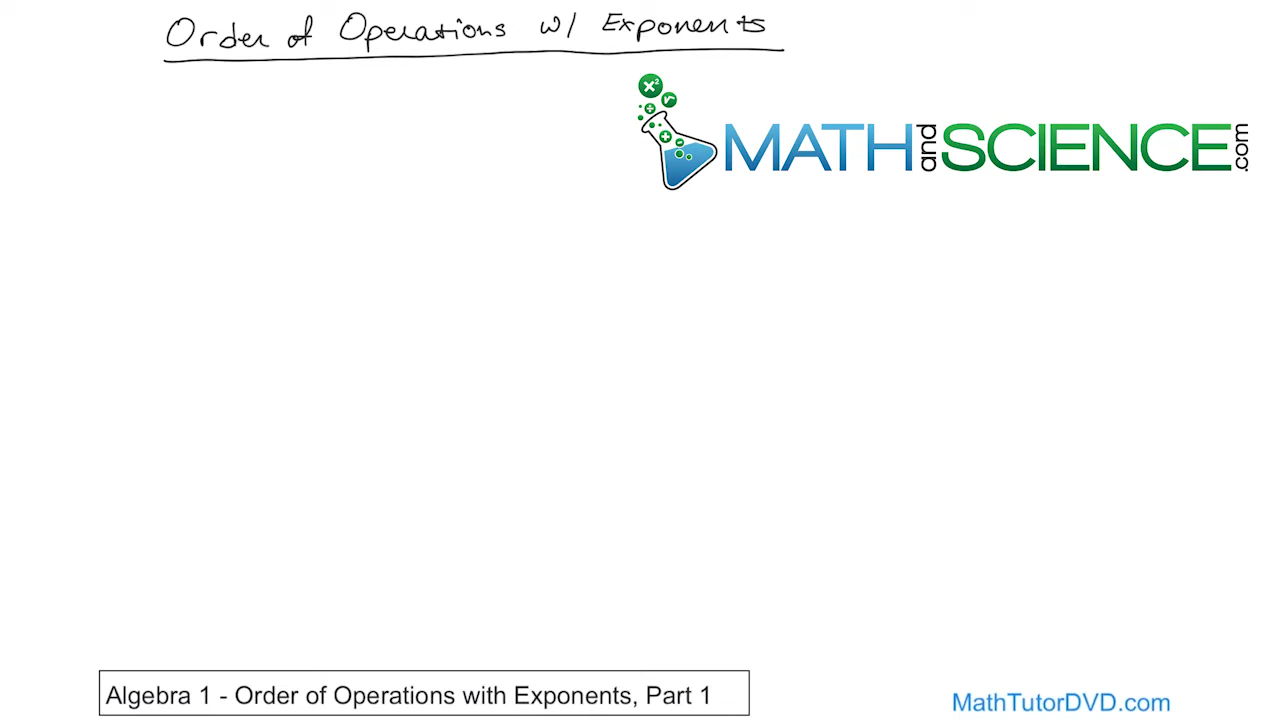 Order of Operations w/ Exponents
x²
MATH and SCIENCE .com
Algebra 1 - Order of Operations with Exponents, Part 1
MathTutorDVD.com